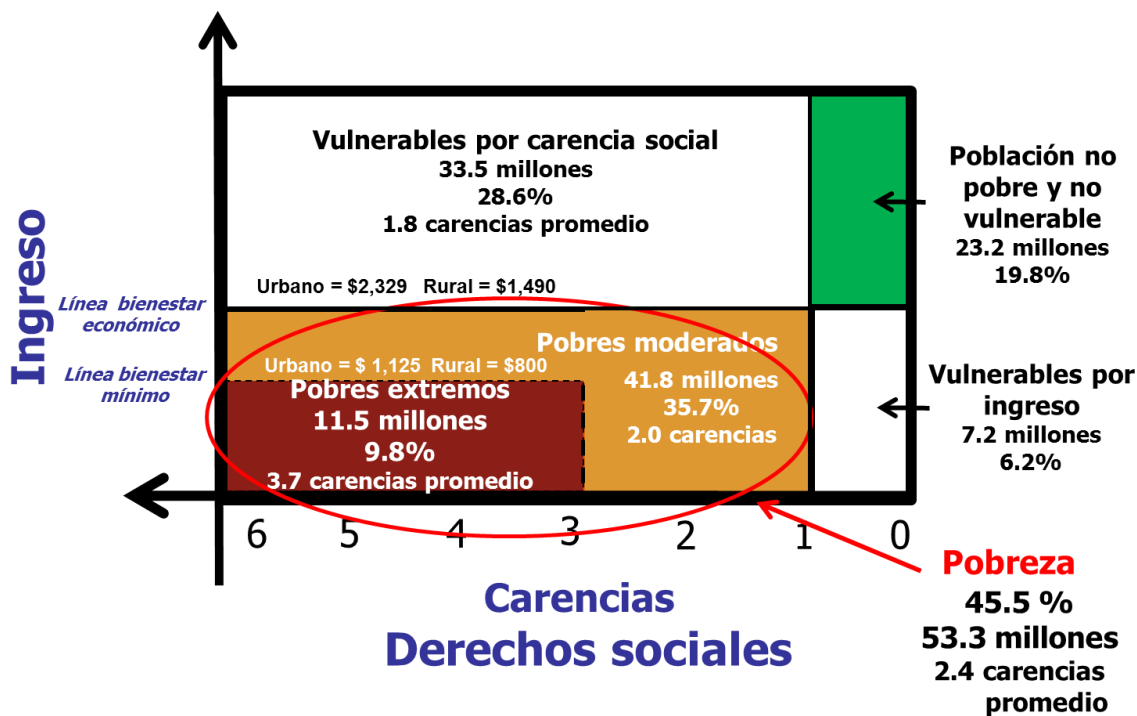 Vulnerables por carencia social
33.5 millones
28.6%
1.8 carencias promedio
Urbano = $2,329 Rural = $1,490
Población no
pobre y no
vulnerable
23.2 millones
19.8%
Ingreso
Línea bienestar
económico
Línea bienestar
mínimo
Pobres moderados
41.8 millones
35.7%
2.0 carencias
Urbano = $ 1,125 Rural = $800
Pobres extremos
11.5 millones
9.8%
3.7 carencias promedio
Vulnerables por
ingreso
7.2 millones
6.2%
6 5 4 3 2 1 0
Carencias
Derechos sociales
Pobreza
45.5 %
53.3 millones
2.4 carencias
promedio